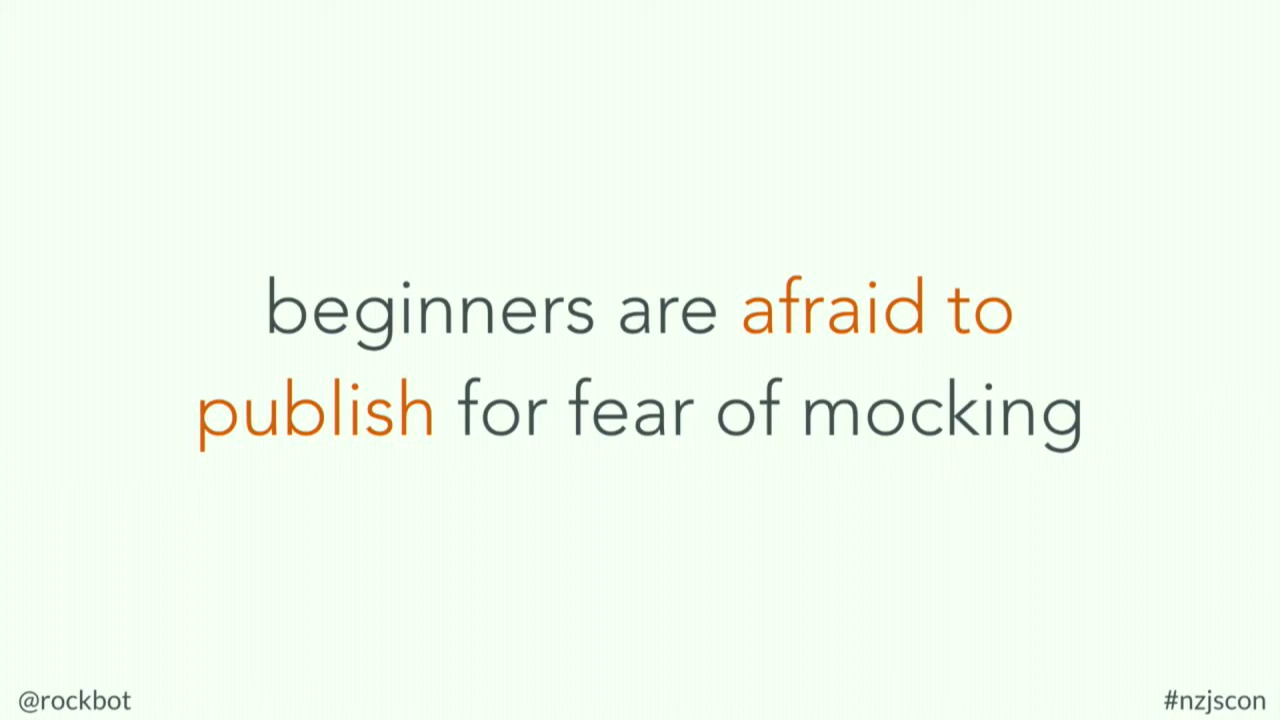 beginners are afraid to
publish for fear of mocking
@rockbot
#nzjscon